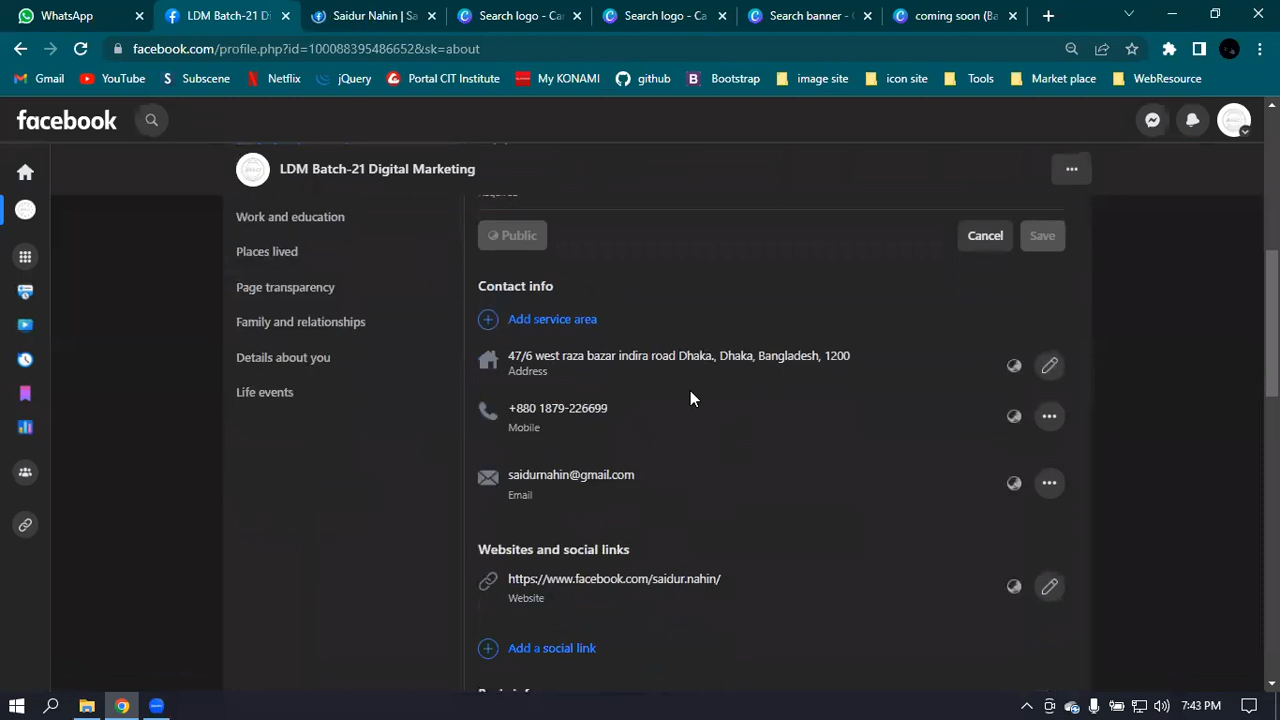 WhatsApp
LDM Batch-21 Di
Saidur Nahin | Sa
Search logo - Can
Search logo - Ca
Search banner - C
coming soon (Ba
facebook.com/profile.php?id=100088395486652&sk=about
Gmail
YouTube
Subscene
Netflix
jQuery
Portal CIT Institute
My KONAMI
github
Bootstrap
image site
icon site
Tools
Market place
WebResource
facebook
LDM Batch-21 Digital Marketing
Work and education
Places lived
Page transparency
Family and relationships
Details about you
Life events
Public
Cancel
Save
Contact info
Add service area
47/6 west raza bazar indira road Dhaka., Dhaka, Bangladesh, 1200
Address
+880 1879-226699
Mobile
saidurnahin@gmail.com
Email
Websites and social links
https://www.facebook.com/saidur.nahin/
Website
Add a social link
7:43 PM